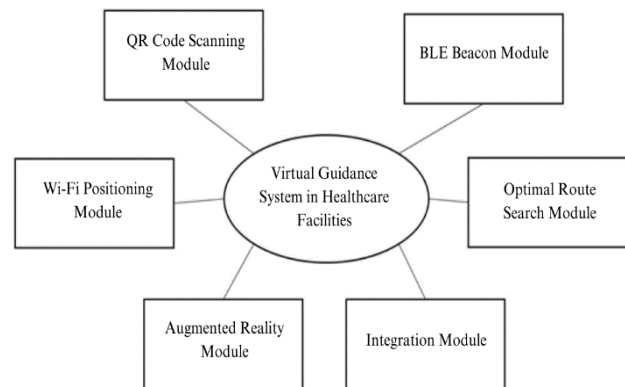 QR Code Scanning
Module
BLE Beacon Module
Virtual Guidance
System in Healthcare
Facilities
Wi-Fi Positioning
Module
Optimal Route
Search Module
Augmented Reality
Module
Integration Module